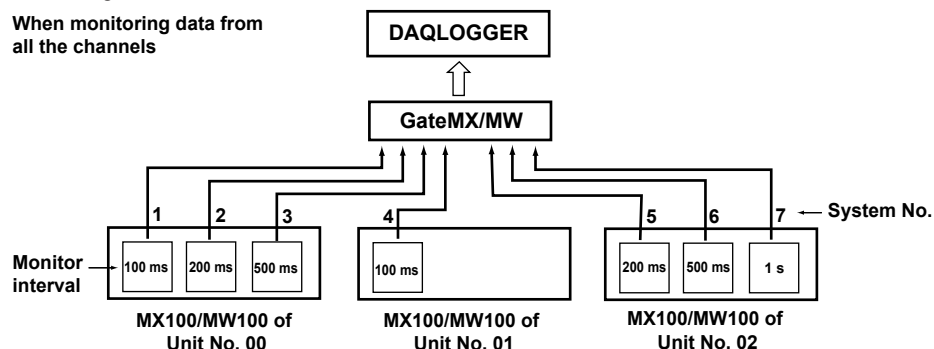 When monitoring data from
all the channels
DAQLOGGER
GateMX/MW
1 2 3 4 5 6 7
System No.
Monitor
interval
100 ms 200 ms 500 ms
100 ms
200 ms 500 ms 1 s
MX100/MW100 of
Unit No. 00
MX100/MW100 of
Unit No. 01
MX100/MW100 of
Unit No. 02